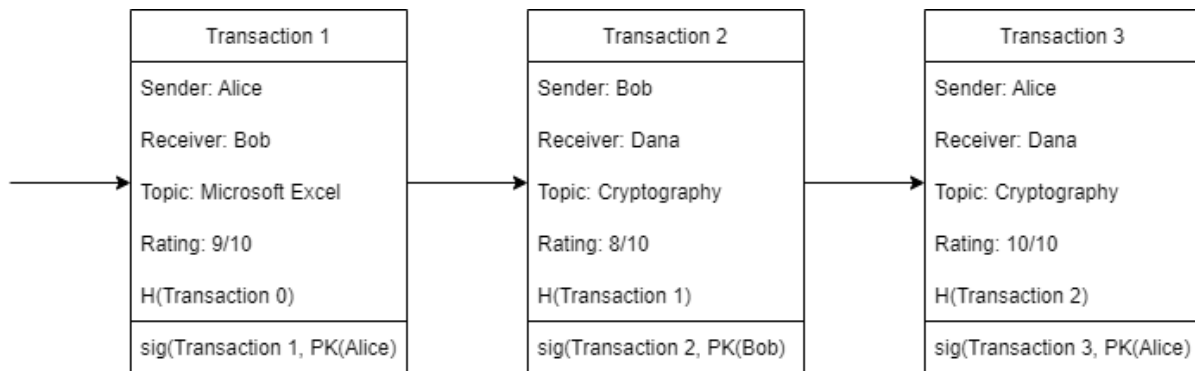 Transaction 1
Sender: Alice
Receiver: Bob
Topic: Microsoft Excel
Rating: 9/10
H(Transaction 0)
sig(Transaction 1, PK(Alice)
Transaction 2
Sender: Bob
Receiver: Dana
Topic: Cryptography
Rating: 8/10
H(Transaction 1)
sig(Transaction 2, PK(Bob)
Transaction 3
Sender: Alice
Receiver: Dana
Topic: Cryptography
Rating: 10/10
H(Transaction 2)
sig(Transaction 3, PK(Alice)